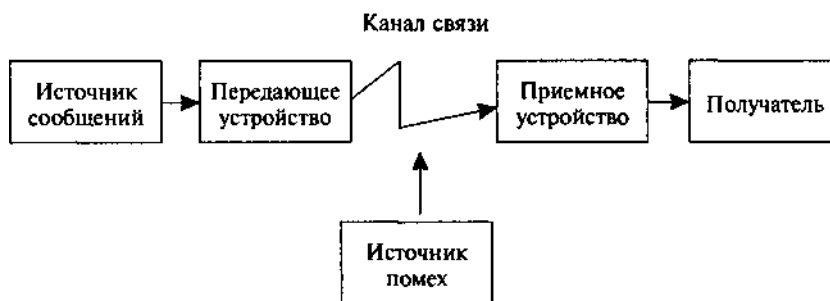 Канал связи
Источник
сообщений
Передающее
устройство
Приемное
устройство
Получатель
Источник
помех